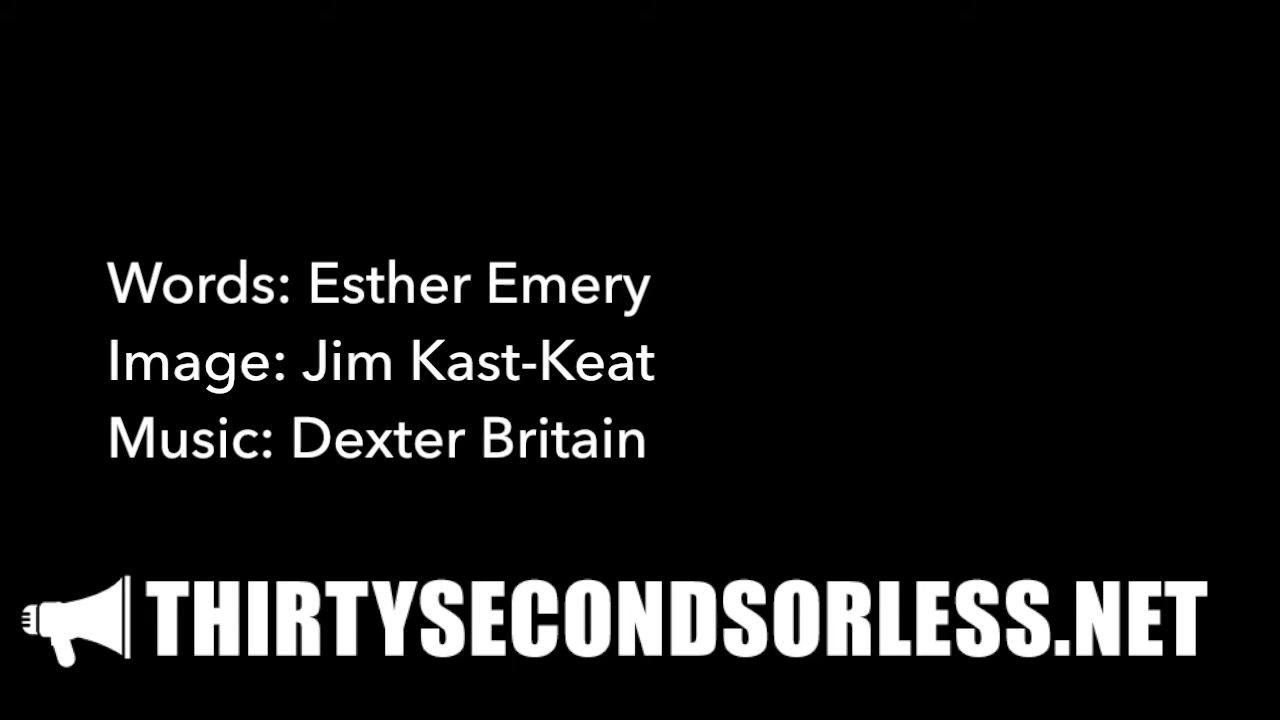 Words: Esther Emery
Image: Jim Kast-Keat
Music: Dexter Britain
THIRTYSECONDSORLESS.NET